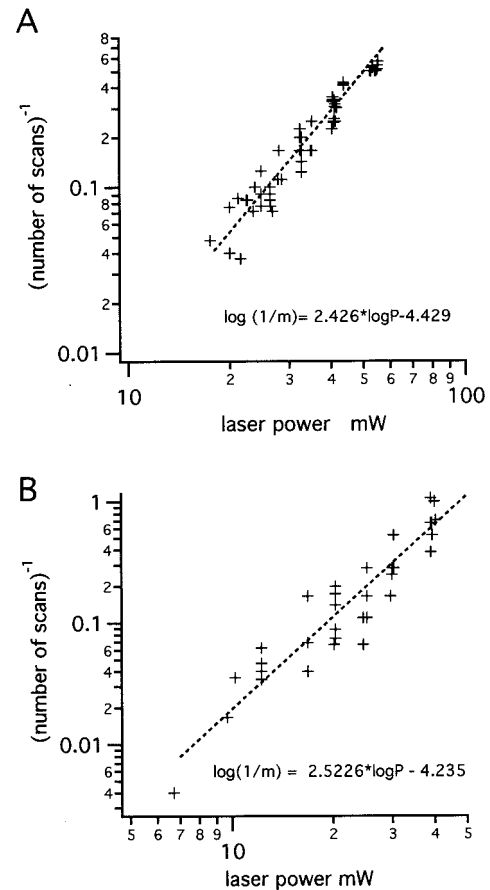 A
(number of scans)-1
8
6
4
2
0.1
8
6
4
2
0.01
log (1/m)= 2.426*logP-4.429
10 2 3 4 5 6 7 8 9 100
laser power mW
B
(number of scans)-1
1
6
4
2
0.1
6
4
2
0.01
6
4
log(1/m) = 2.5226*logP - 4.235
5 6 7 8 9 10 2 3 4 5
laser power mW